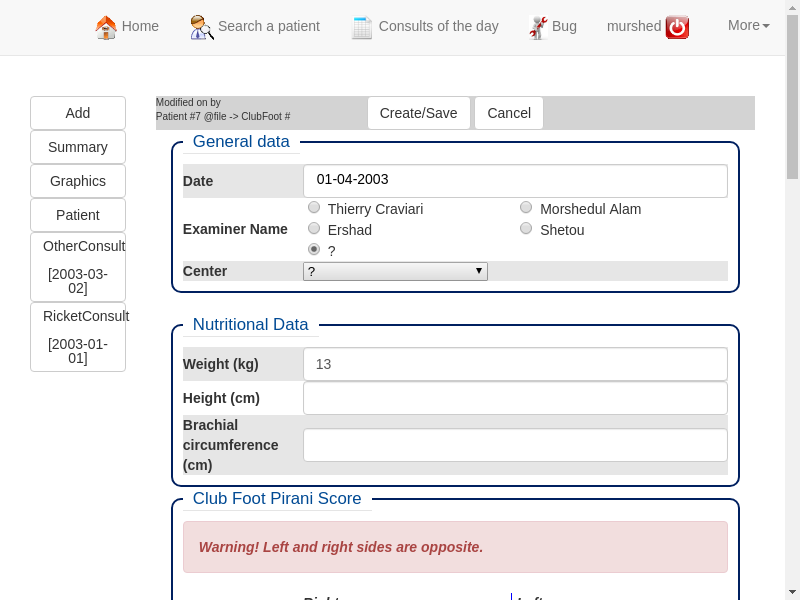 Home
Search a patient
Consults of the day
Bug
murshed
More
Add
Summary
Graphics
Patient
OtherConsult
[2003-03-
02]
RicketConsult
[2003-01-
01]
Modified on by
Patient #7 @file -> ClubFoot #
Create/Save
Cancel
General data
Date
01-04-2003
Examiner Name
Thierry Craviari
Morshedul Alam
Ershad
Shetou
?
Center
?
Nutritional Data
Weight (kg)
13
Height (cm)
Brachial
circumference
(cm)
Club Foot Pirani Score
Warning! Left and right sides are opposite.